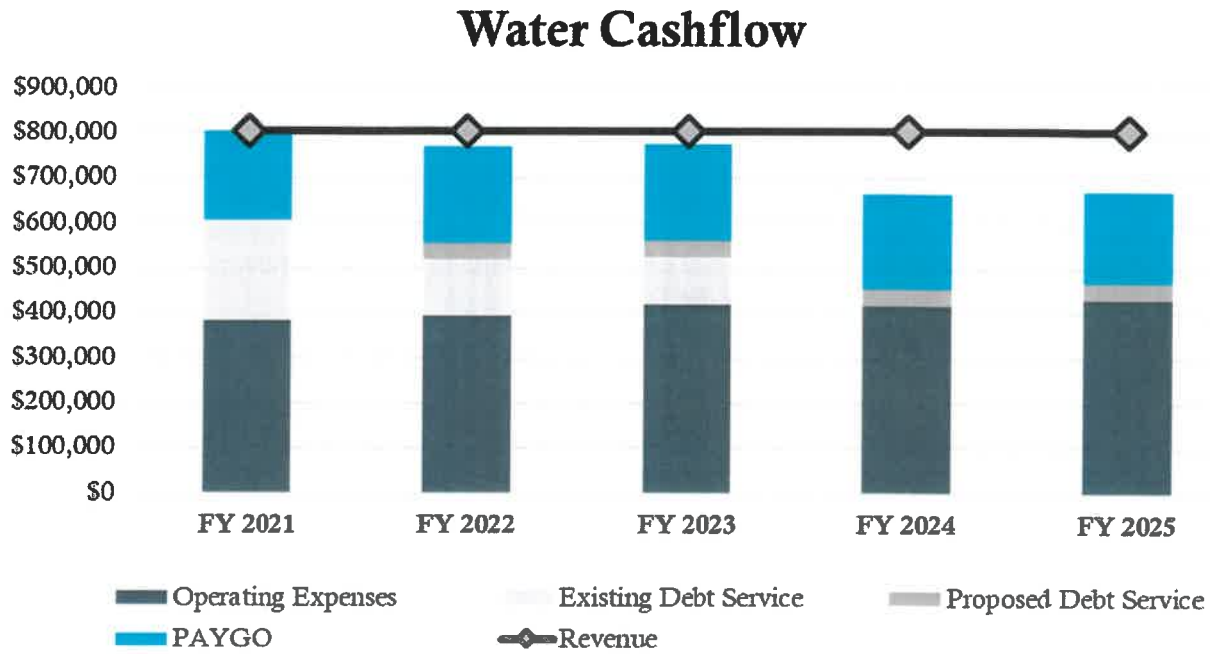 Water Cashflow
$900,000
$800,000
$700,000
$600,000
$500,000
$400,000
$300,000
$200,000
$100,000
$0
FY 2021 FY 2022 FY 2023 FY 2024 FY 2025
Operating Expenses Existing Debt Service Proposed Debt Service
PAYGO Revenue